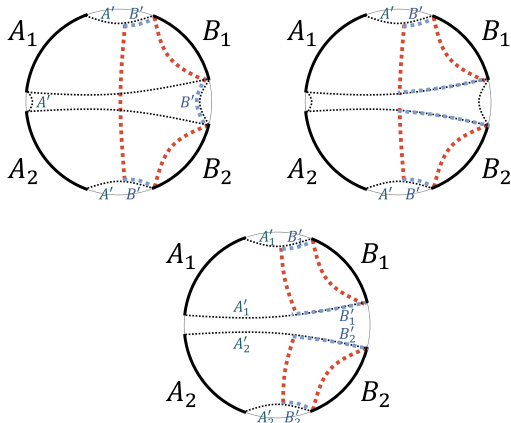 A₁ A′ B′ B₁
A′ B′
A₂ A′ B′ B₂
A₁ A′ B′ B₁
A₂ A′ B′ B₂
A₁ A′₁ B′₁ B₁
A′₁ B′₁
A′₂ B′₂
A₂ A′₂ B′₂ B₂